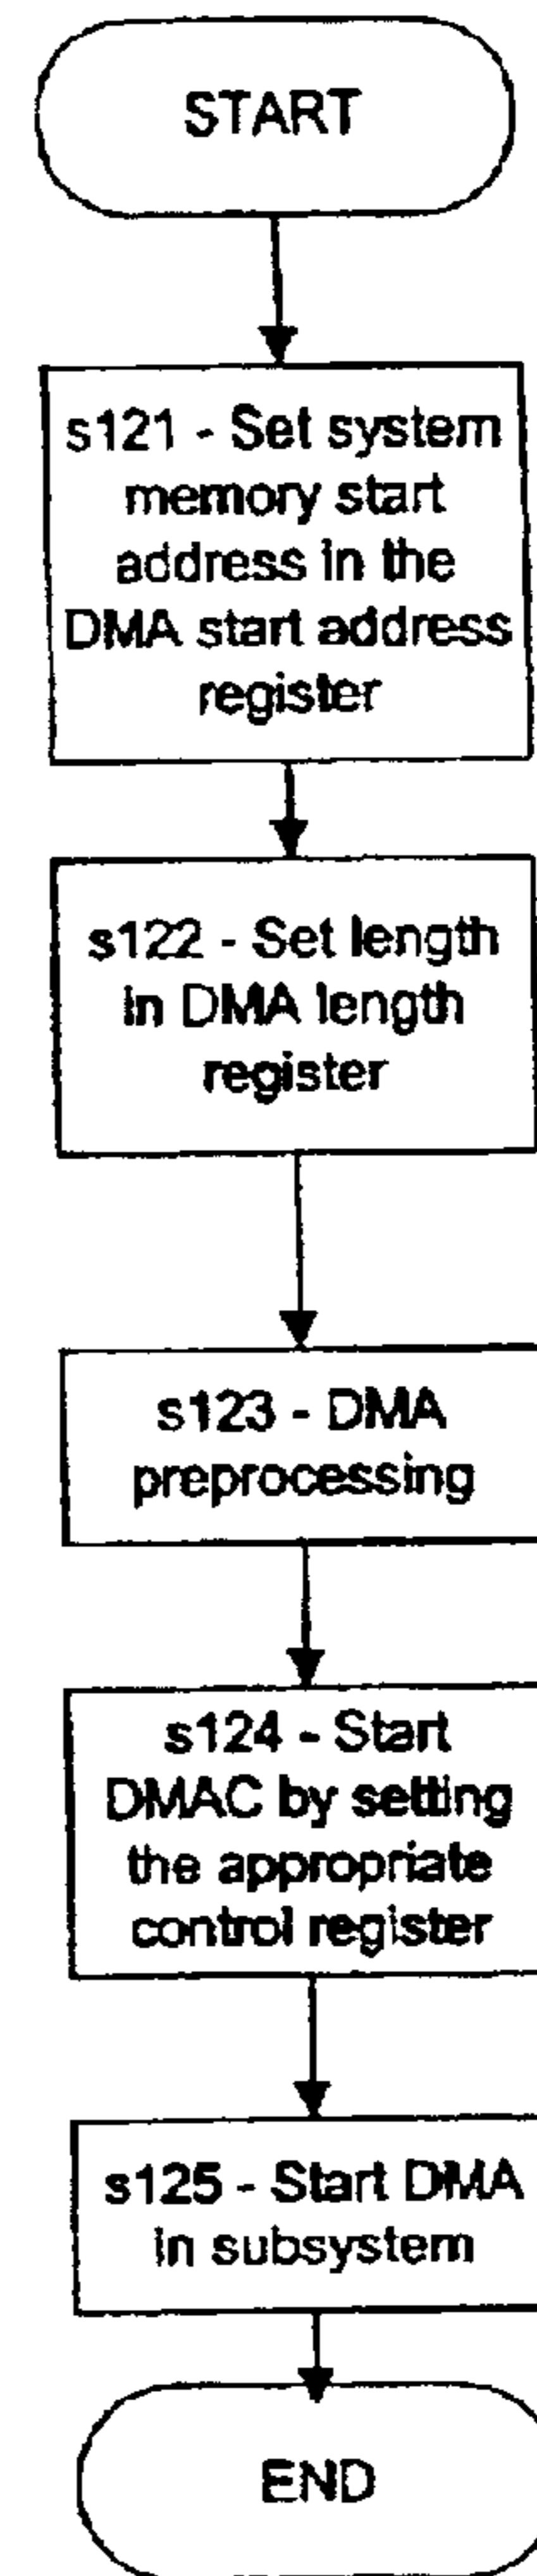 START
s121 - Set system
memory start
address in the
DMA start address
register
s122 - Set length
in DMA length
register
s123 - DMA
preprocessing
s124 - Start
DMAC by setting
the appropriate
control register
s125 - Start DMA
in subsystem
END